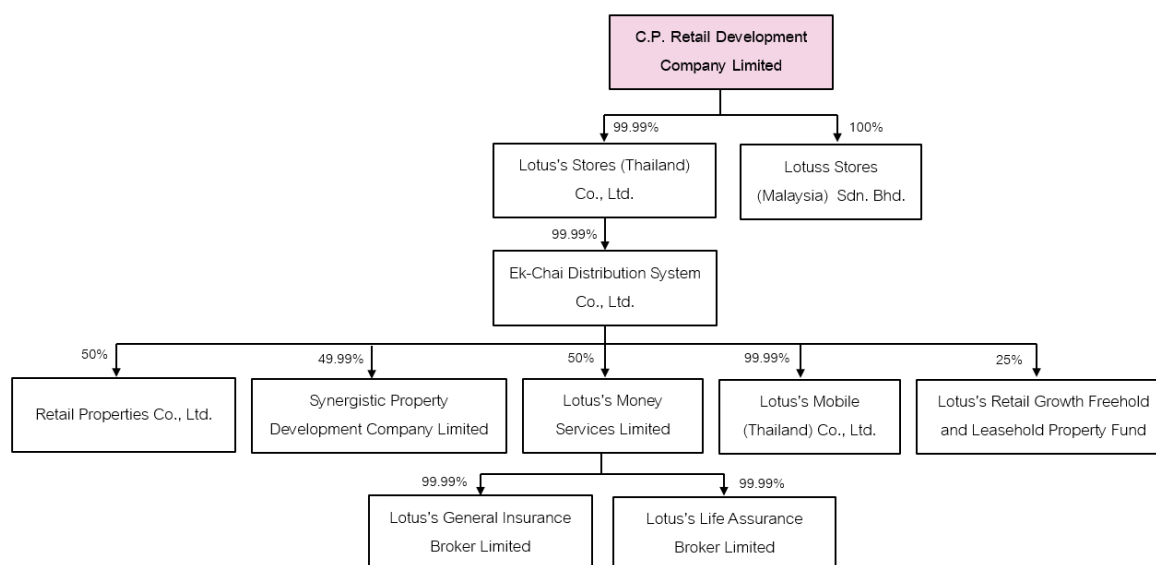 C.P. Retail Development
Company Limited
99.99%
100%
Lotus's Stores (Thailand)
Co., Ltd.
Lotuss Stores
(Malaysia) Sdn. Bhd.
99.99%
Ek-Chai Distribution System
Co., Ltd.
50%
49.99%
50%
99.99%
25%
Retail Properties Co., Ltd.
Synergistic Property
Development Company Limited
Lotus's Money
Services Limited
Lotus's Mobile
(Thailand) Co., Ltd.
Lotus's Retail Growth Freehold
and Leasehold Property Fund
99.99%
99.99%
Lotus's General Insurance
Broker Limited
Lotus's Life Assurance
Broker Limited